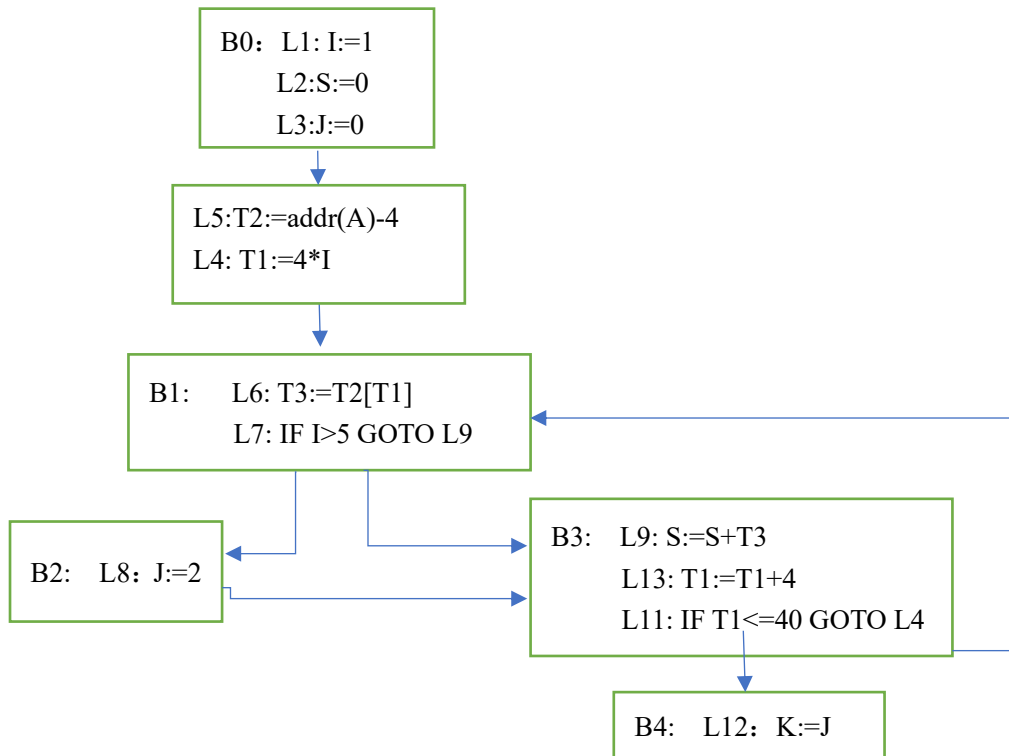 B0：L1: I:=1
L2:S:=0
L3:J:=0
L5:T2:=addr(A)-4
L4: T1:=4*I
B1: L6: T3:=T2[T1]
L7: IF I>5 GOTO L9
B2: L8：J:=2
B3: L9: S:=S+T3
L13: T1:=T1+4
L11: IF T1<=40 GOTO L4
B4: L12：K:=J